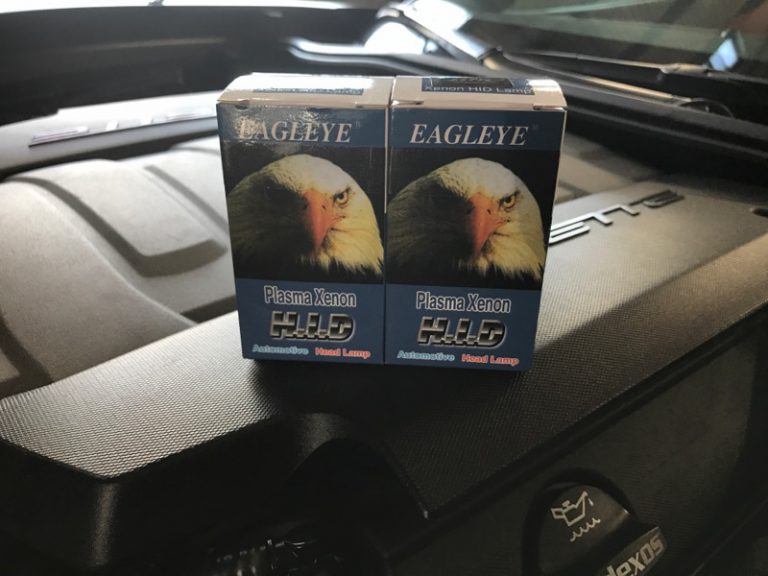 Xenon HID Lamp
EAGLEYE®
EAGLEYE®
Plasma Xenon
H.I.D
Automotive Head Lamp
Plasma Xenon
H.I.D
Automotive Head Lamp
dexos